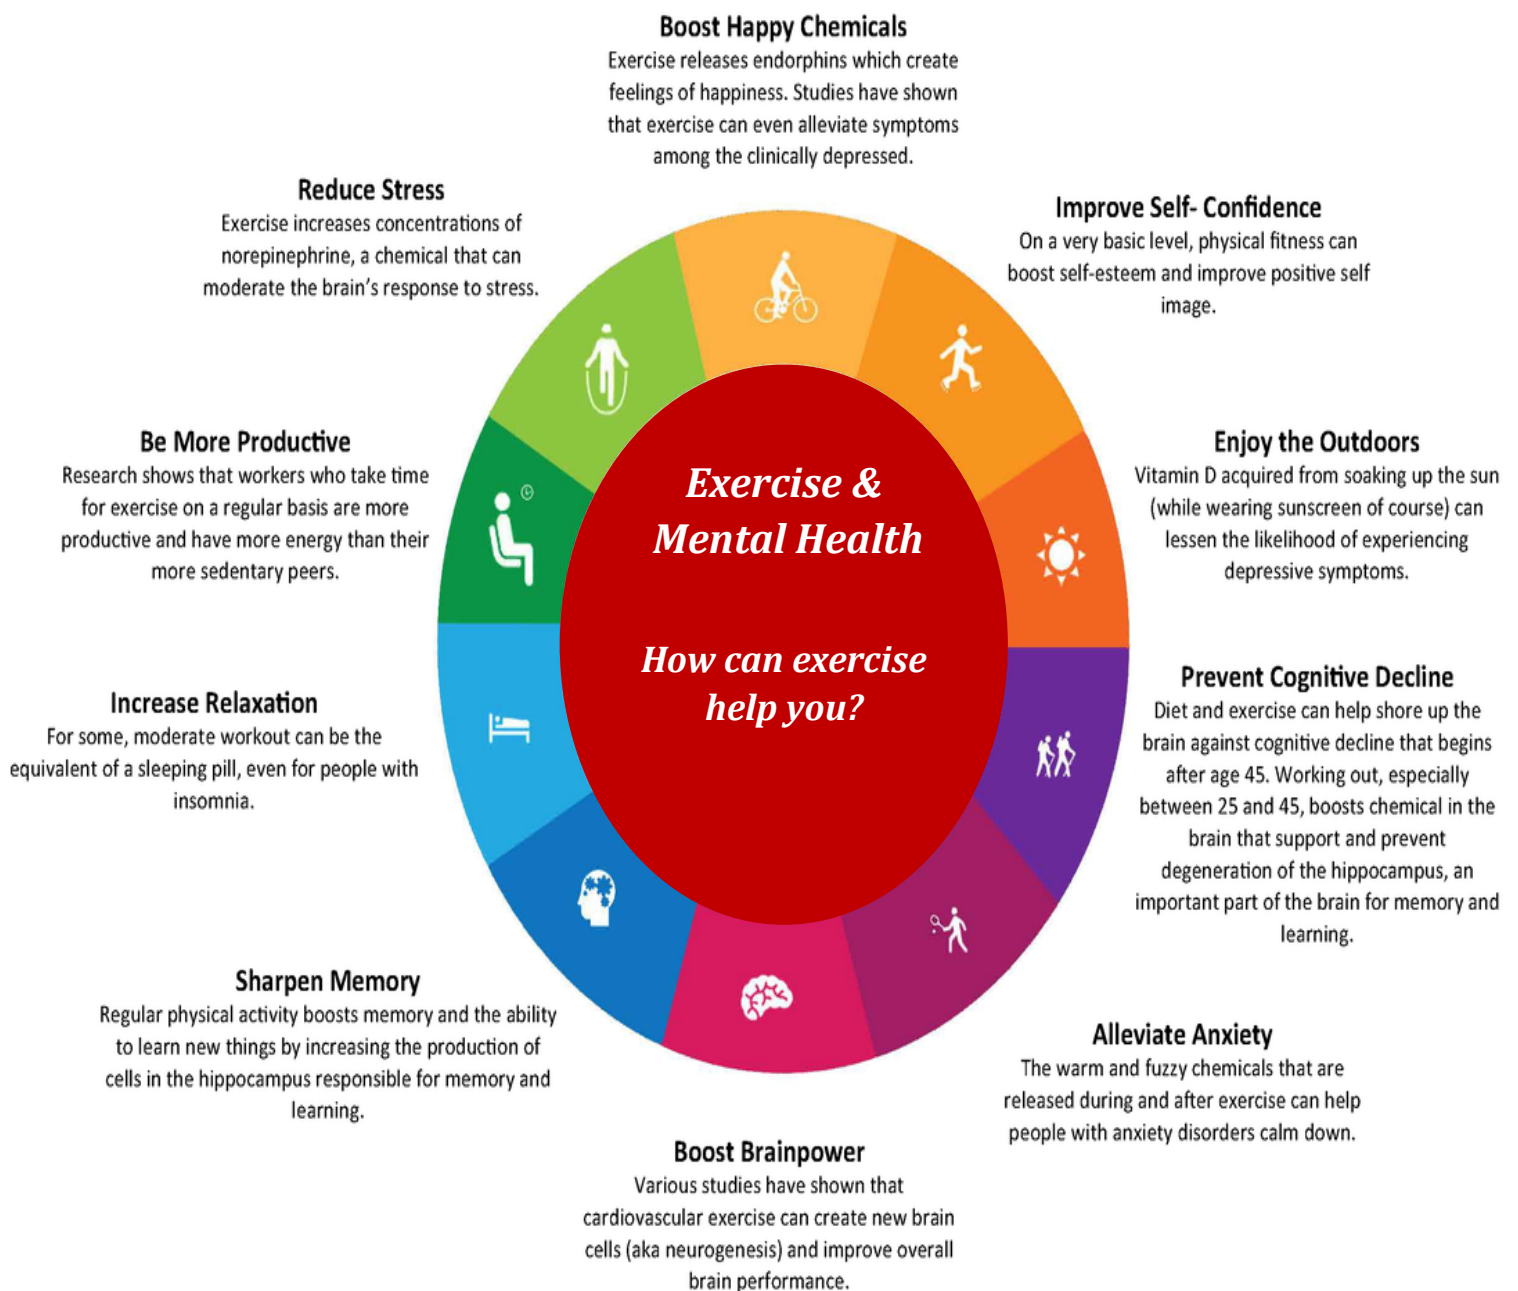 Boost Happy Chemicals
Exercise releases endorphins which create
feelings of happiness. Studies have shown
that exercise can even alleviate symptoms
among the clinically depressed.
Reduce Stress
Exercise increases concentrations of
norepinephrine, a chemical that can
moderate the brain's response to stress.
Improve Self- Confidence
On a very basic level, physical fitness can
boost self-esteem and improve positive self
image.
Be More Productive
Research shows that workers who take time
for exercise on a regular basis are more
productive and have more energy than their
more sedentary peers.
Exercise &
Mental Health
How can exercise
help you?
Enjoy the Outdoors
Vitamin D acquired from soaking up the sun
(while wearing sunscreen of course) can
lessen the likelihood of experiencing
depressive symptoms.
Increase Relaxation
For some, moderate workout can be the
equivalent of a sleeping pill, even for people with
insomnia.
Prevent Cognitive Decline
Diet and exercise can help shore up the
brain against cognitive decline that begins
after age 45. Working out, especially
between 25 and 45, boosts chemical in the
brain that support and prevent
degeneration of the hippocampus, an
important part of the brain for memory and
learning.
Sharpen Memory
Regular physical activity boosts memory and the ability
to learn new things by increasing the production of
cells in the hippocampus responsible for memory and
learning.
Alleviate Anxiety
The warm and fuzzy chemicals that are
released during and after exercise can help
people with anxiety disorders calm down.
Boost Brainpower
Various studies have shown that
cardiovascular exercise can create new brain
cells (aka neurogenesis) and improve overall
brain performance.